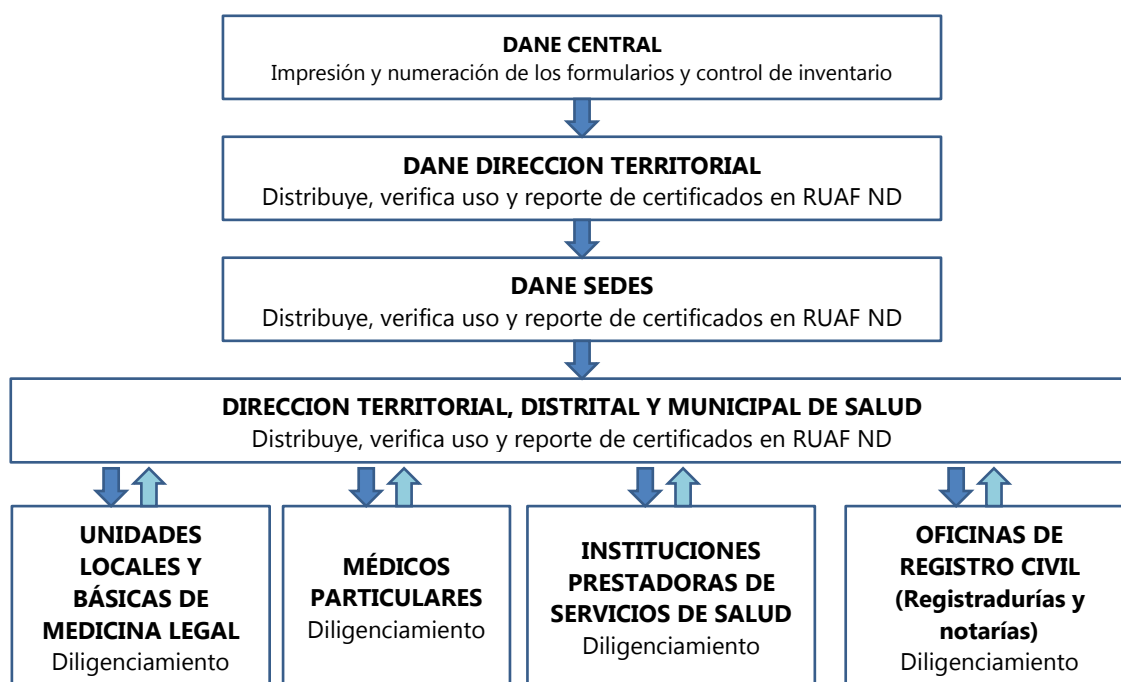 DANE CENTRAL
Impresión y numeración de los formularios y control de inventario
DANE DIRECCION TERRITORIAL
Distribuye, verifica uso y reporte de certificados en RUAF ND
DANE SEDES
Distribuye, verifica uso y reporte de certificados en RUAF ND
DIRECCION TERRITORIAL, DISTRITAL Y MUNICIPAL DE SALUD
Distribuye, verifica uso y reporte de certificados en RUAF ND
UNIDADES
LOCALES Y
BÁSICAS DE
MEDICINA LEGAL
Diligenciamiento
MÉDICOS
PARTICULARES
Diligenciamiento
INSTITUCIONES
PRESTADORAS DE
SERVICIOS DE SALUD
Diligenciamiento
OFICINAS DE
REGISTRO CIVIL
(Registradurías y
notarías)
Diligenciamiento